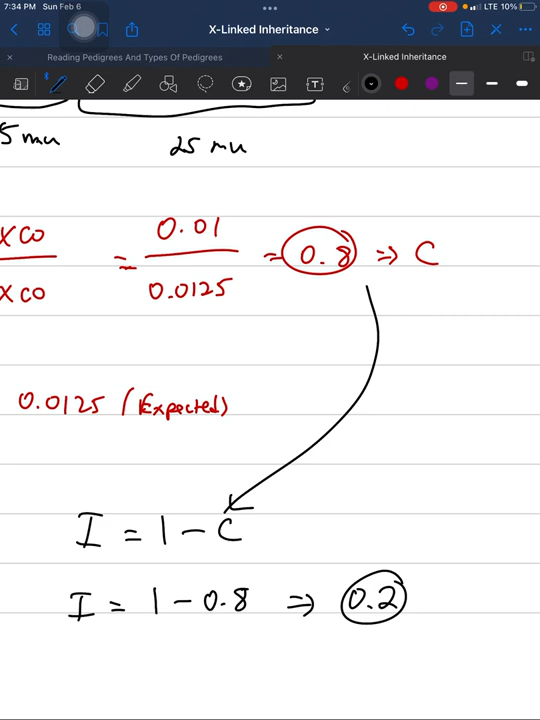 7:34 PM Sun Feb 6 LTE 10%
X-Linked Inheritance
Reading Pedigrees And Types Of Pedigrees X-Linked Inheritance
5 mu 25 mu
XCO 0.01
= = 0.8 ⇒ C
XCO 0.0125
0.0125 (Expected)
I = 1 - C
I = 1 - 0.8 ⇒ 0.2